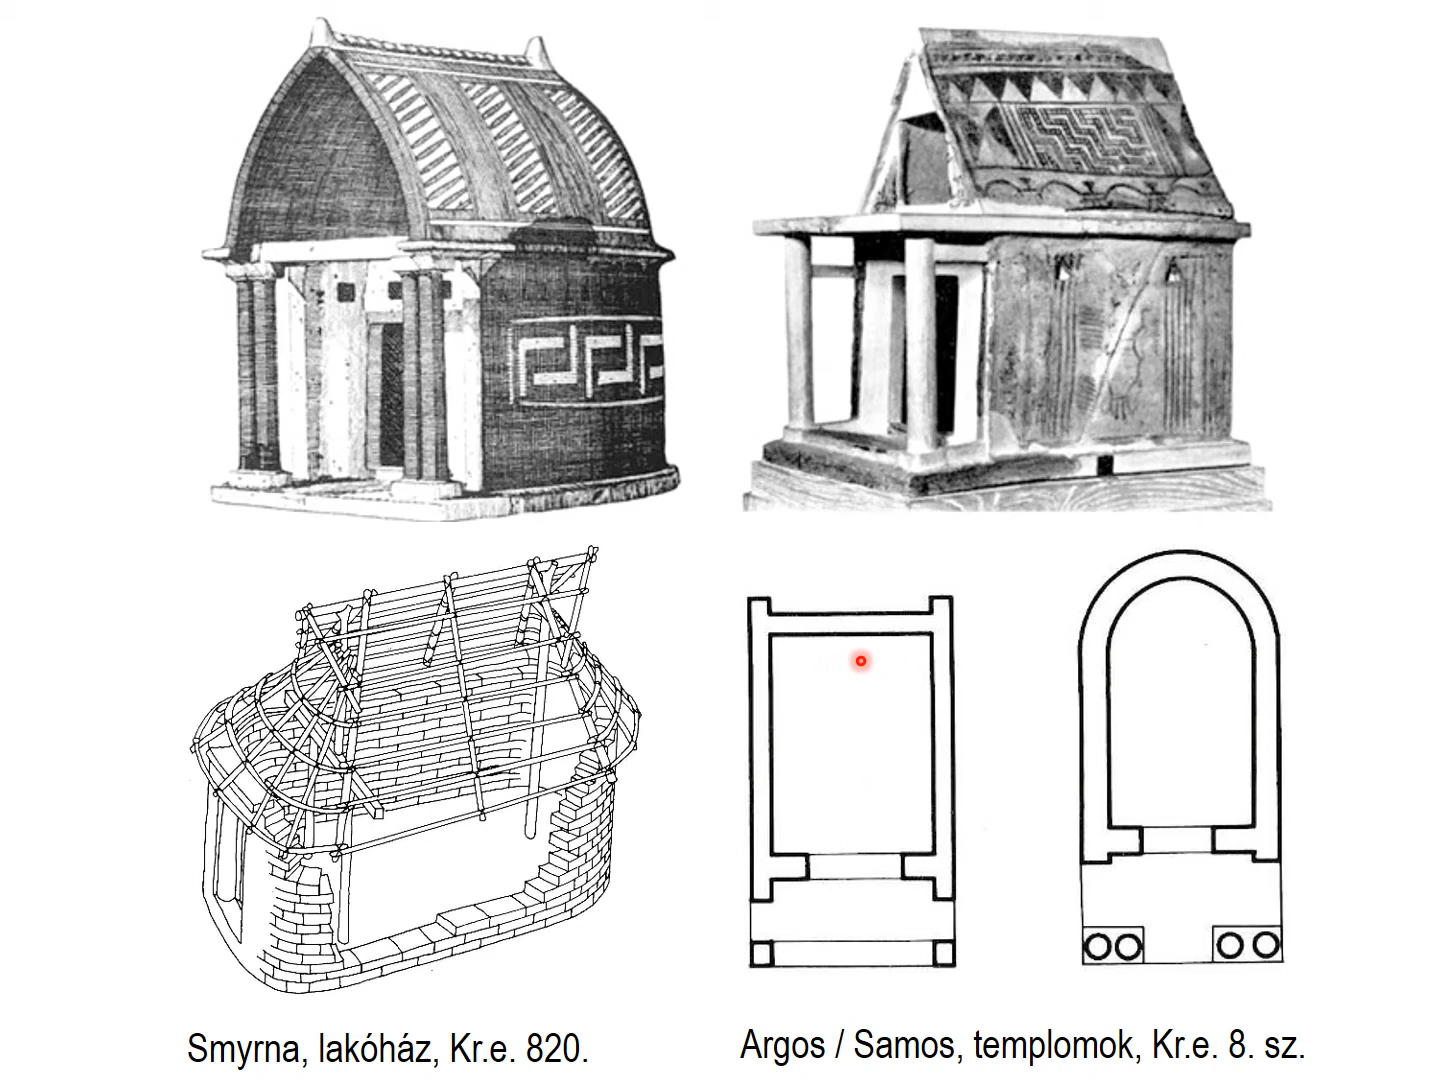 Smyrna, lakóház, Kr.e. 820.
Argos / Samos, templomok, Kr.e. 8. sz.